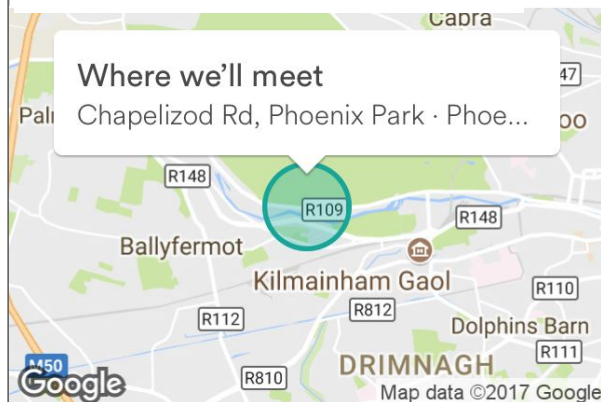 Cabra
Where we'll meet
47
Chapelizod Rd, Phoenix Park · Phoe...
Pal
oo
R148
R109
R148
Ballyfermot
Kilmainham Gaol
R110
R112
R812
Dolphins Barn
R111
M50
DRIMNAGH
Google
R810
Map data ©2017 Google